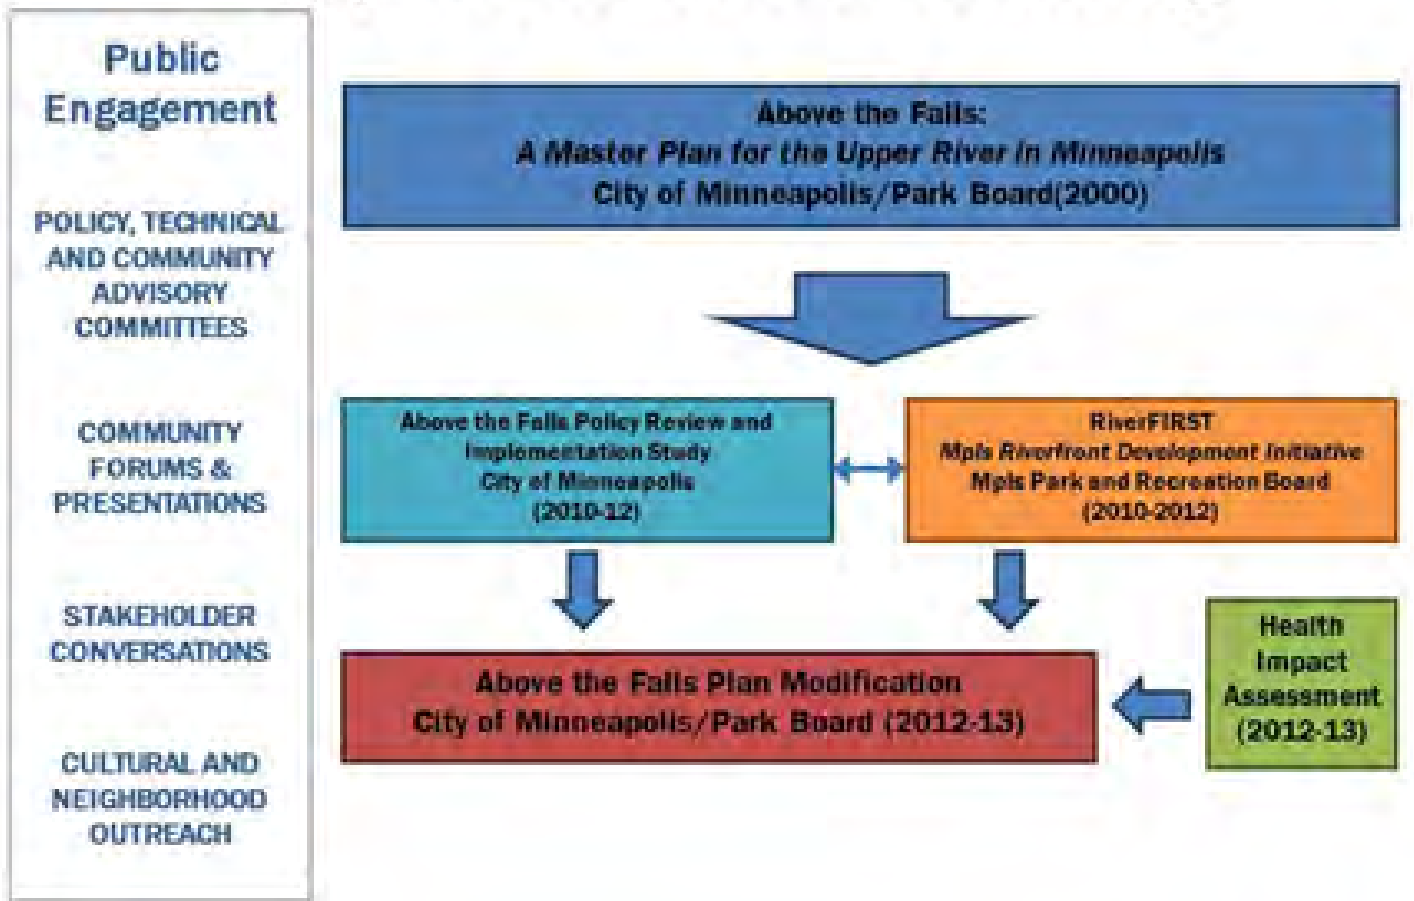 Public
Engagement
POLICY, TECHNICAL
AND COMMUNITY
ADVISORY
COMMITTEES
COMMUNITY
FORUMS &
PRESENTATIONS
STAKEHOLDER
CONVERSATIONS
CULTURAL AND
NEIGHBORHOOD
OUTREACH
Above the Falls:
A Master Plan for the Upper River in Minneapolis
City of Minneapolis/Park Board(2000)
Above the Falls Policy Review and
Implementation Study
City of Minneapolis
(2010-12)
RiverFIRST
Mpls Riverfront Development Initiative
Mpls Park and Recreation Board
(2010-2012)
Above the Falls Plan Modification
City of Minneapolis/Park Board (2012-13)
Health
Impact
Assessment
(2012-13)